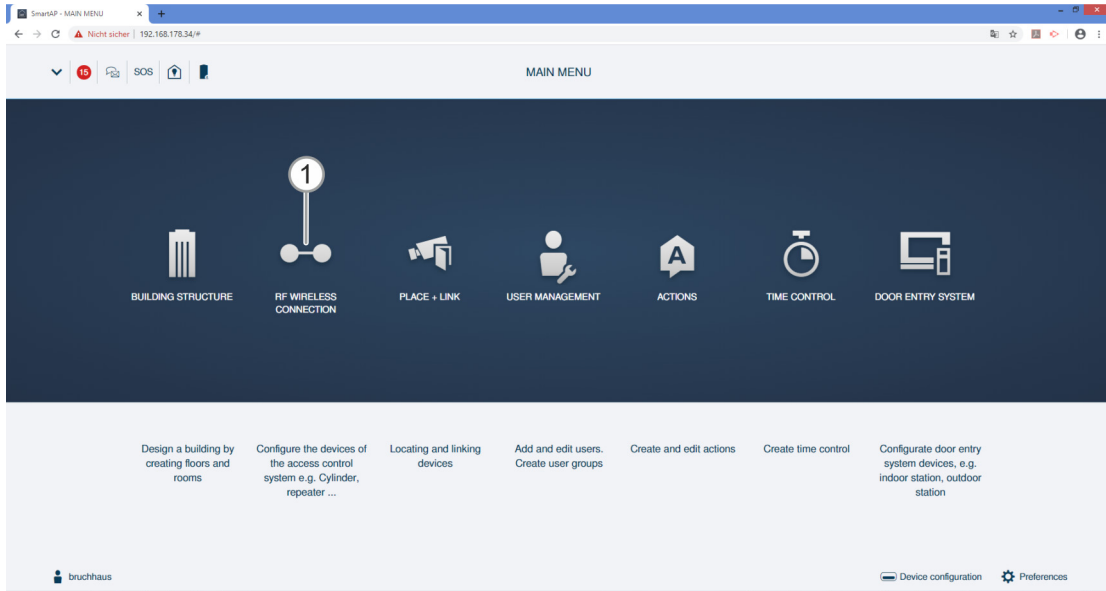 SmartAP - MAIN MENU
Nicht sicher | 192.168.178.34/#
15
SOS
MAIN MENU
1
BUILDING STRUCTURE
RF WIRELESS
CONNECTION
PLACE + LINK
USER MANAGEMENT
A
ACTIONS
TIME CONTROL
DOOR ENTRY SYSTEM
Design a building by
creating floors and
rooms
Configure the devices of
the access control
system e.g. Cylinder,
repeater ...
Locating and linking
devices
Add and edit users.
Create user groups
Create and edit actions
Create time control
Configurate door entry
system devices, e.g.
indoor station, outdoor
station
bruchhaus
Device configuration
Preferences